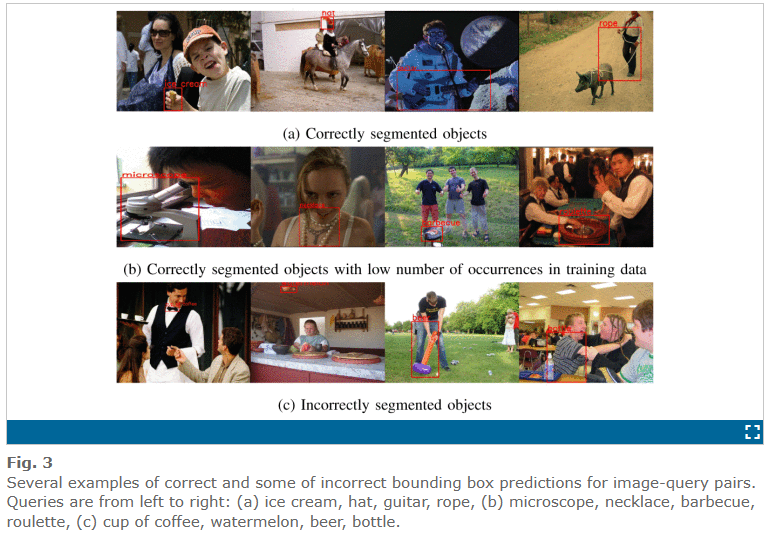 ice cream
hat
rope
(a) Correctly segmented objects
barbecue
(b) Correctly segmented objects with low number of occurrences in training data
(c) Incorrectly segmented objects
Fig. 3
Several examples of correct and some of incorrect bounding box predictions for image-query pairs.
Queries are from left to right: (a) ice cream, hat, guitar, rope, (b) microscope, necklace, barbecue,
roulette, (c) cup of coffee, watermelon, beer, bottle.